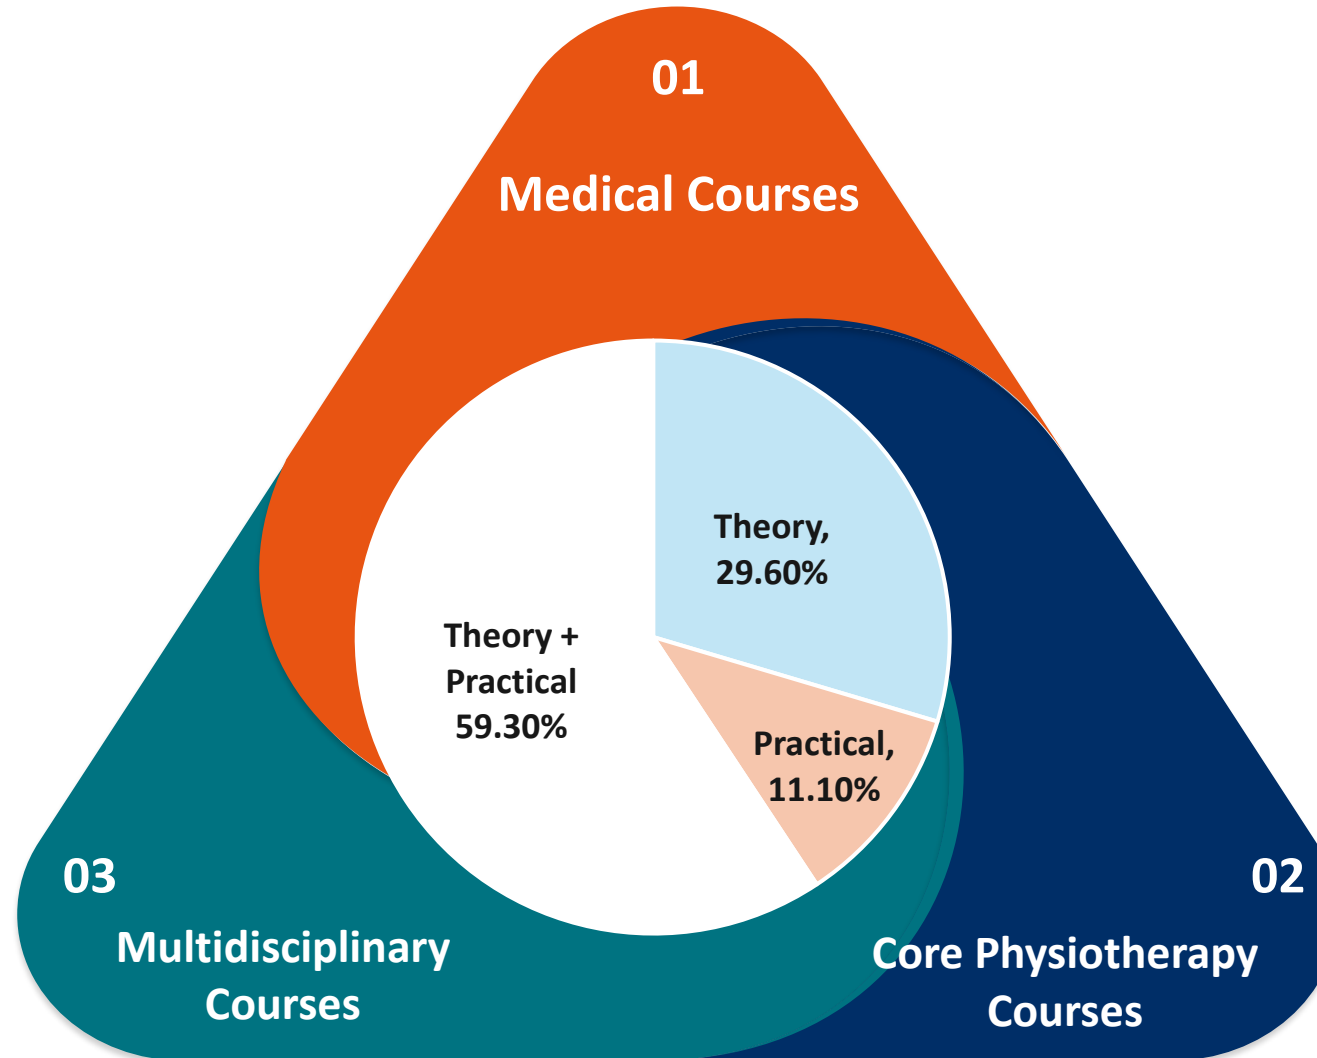 01
Medical Courses
Theory,
29.60%
Theory +
Practical
59.30%
Practical,
11.10%
03
Multidisciplinary
Courses
02
Core Physiotherapy
Courses